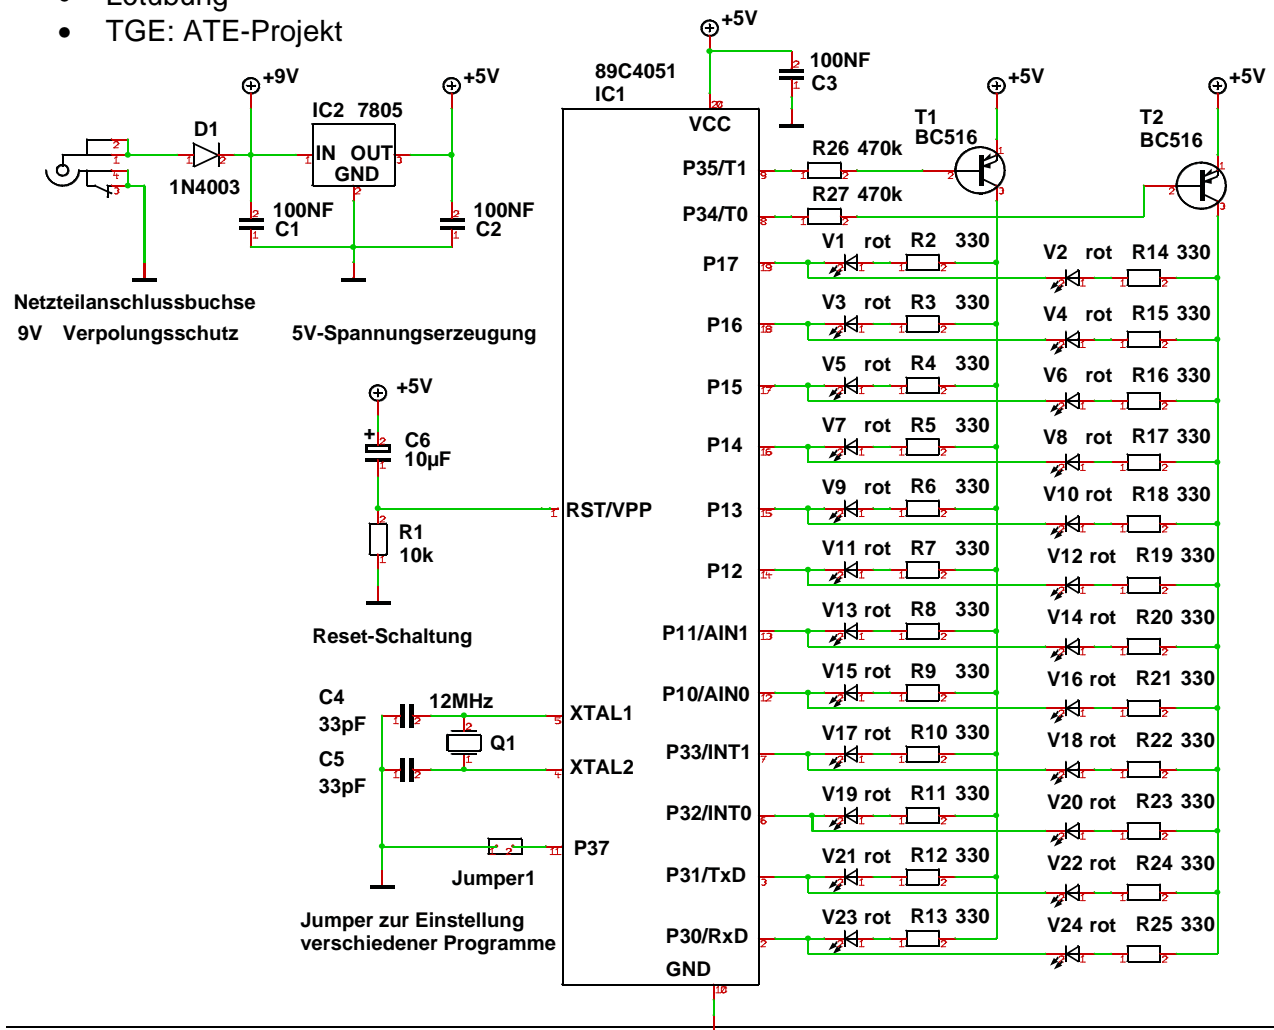 Lötübung
• TGE: ATE-Projekt
+9V
+5V
IC2 7805
D1
IN OUT
GND
1N4003
100NF
C1
100NF
C2
Netzteilanschlussbuchse
9V Verpolungsschutz
5V-Spannungserzeugung
+5V
C6
10µF
R1
10k
Reset-Schaltung
C4
33pF
12MHz
Q1
C5
33pF
Jumper1
Jumper zur Einstellung
verschiedener Programme
+5V
89C4051
IC1
100NF
C3
VCC
P35/T1
P34/T0
P17
P16
P15
P14
RST/VPP
P13
P12
P11/AIN1
P10/AIN0
XTAL1
P33/INT1
XTAL2
P32/INT0
P37
P31/TxD
P30/RxD
GND
+5V
T1
BC516
+5V
T2
BC516
R26 470k
R27 470k
V1 rot R2 330
V2 rot R14 330
V3 rot R3 330
V4 rot R15 330
V5 rot R4 330
V6 rot R16 330
V7 rot R5 330
V8 rot R17 330
V9 rot R6 330
V10 rot R18 330
V11 rot R7 330
V12 rot R19 330
V13 rot R8 330
V14 rot R20 330
V15 rot R9 330
V16 rot R21 330
V17 rot R10 330
V18 rot R22 330
V19 rot R11 330
V20 rot R23 330
V21 rot R12 330
V22 rot R24 330
V23 rot R13 330
V24 rot R25 330